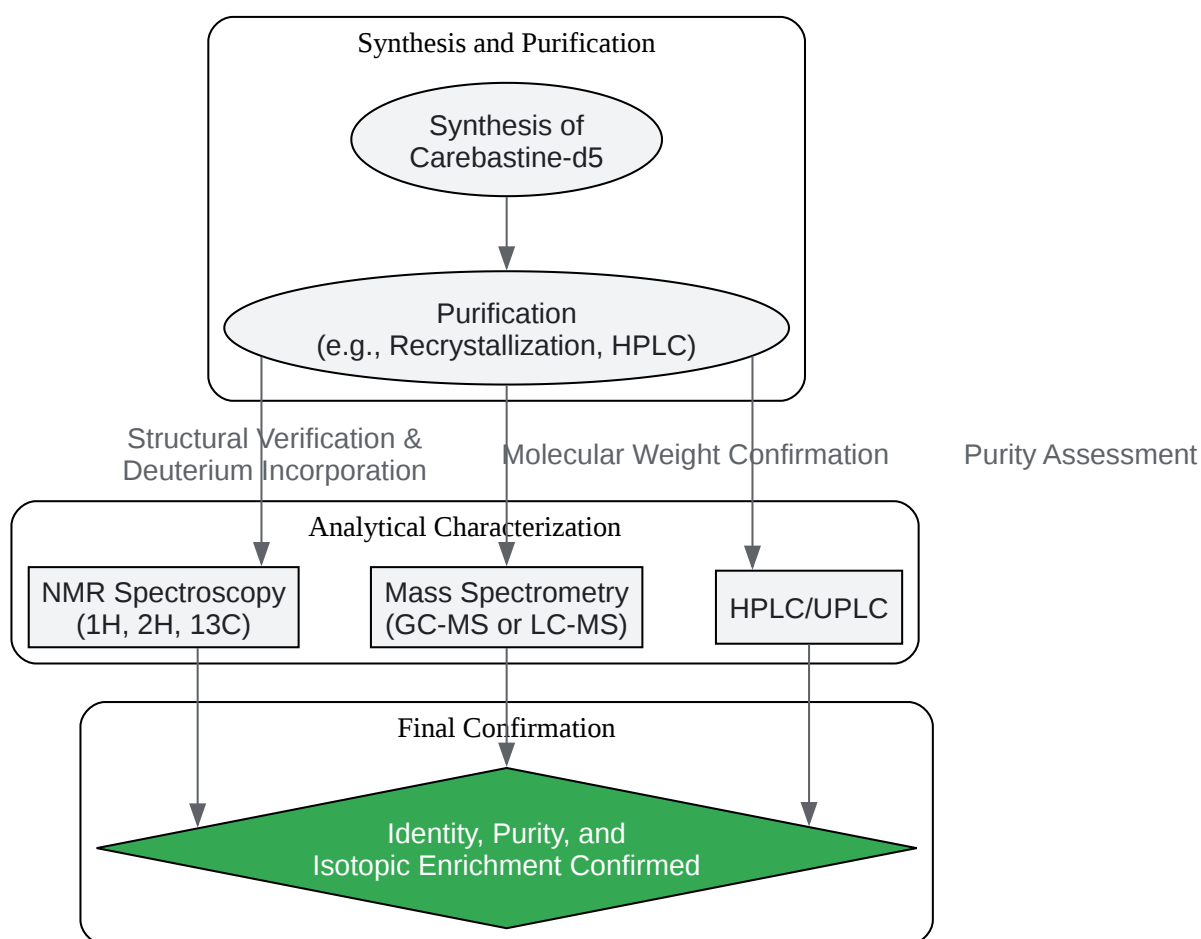 Synthesis and Purification
Synthesis of
Carebastine-d5
Purification
(e.g., Recrystallization, HPLC)
Structural Verification &
Deuterium Incorporation
Molecular Weight Confirmation
Purity Assessment
Analytical Characterization
NMR Spectroscopy
(1H, 2H, 13C)
Mass Spectrometry
(GC-MS or LC-MS)
HPLC/UPLC
Final Confirmation
Identity, Purity, and
Isotopic Enrichment Confirmed